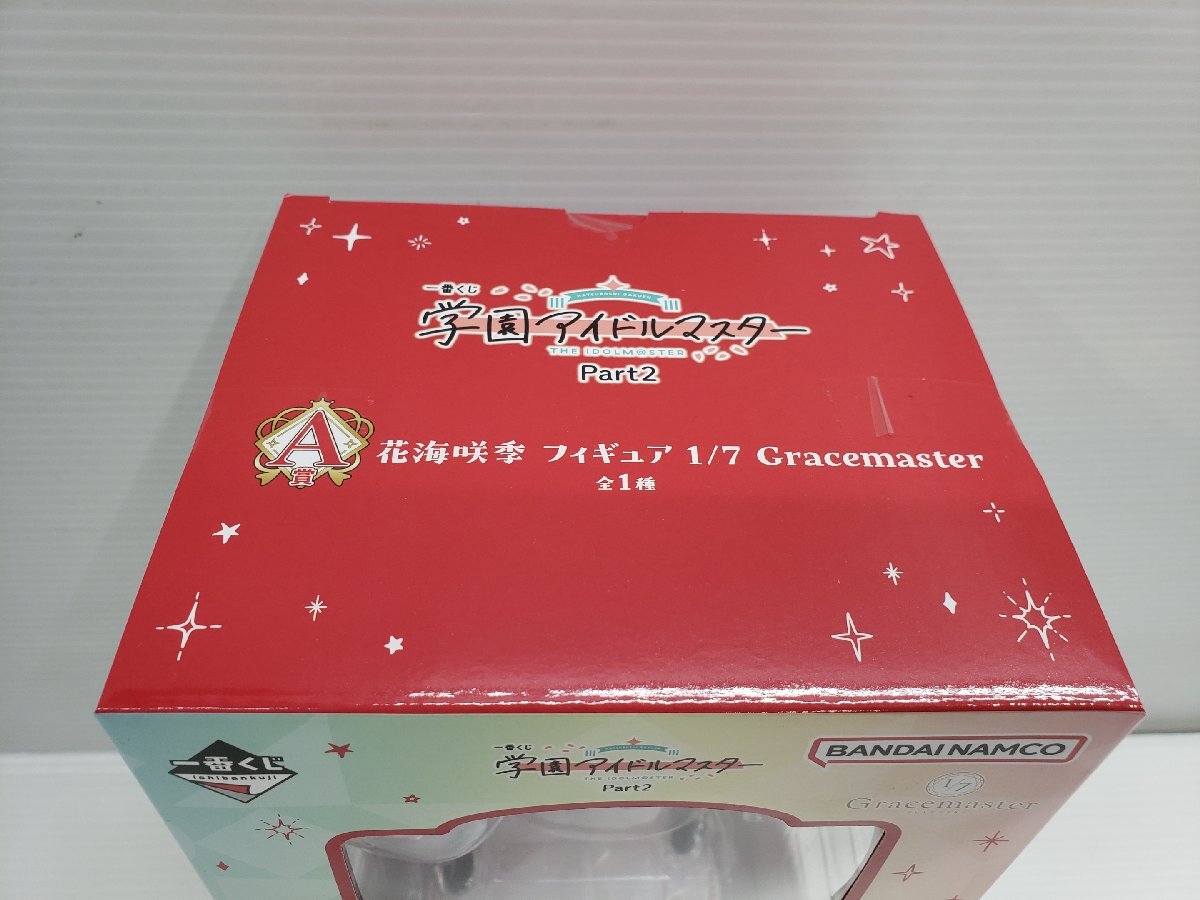 一番くじ
HATSUBOSHI GAKUEN
学園アイドルマスター
THE IDOLM@STER
Part2
A賞
花海咲季 フィギュア 1/7 Gracemaster
全1種
一番くじ
ichibankuji
一番くじ
学園アイドルマスター
THE IDOLM@STER
Part2
BANDAI NAMCO
1/7
Gracemaster